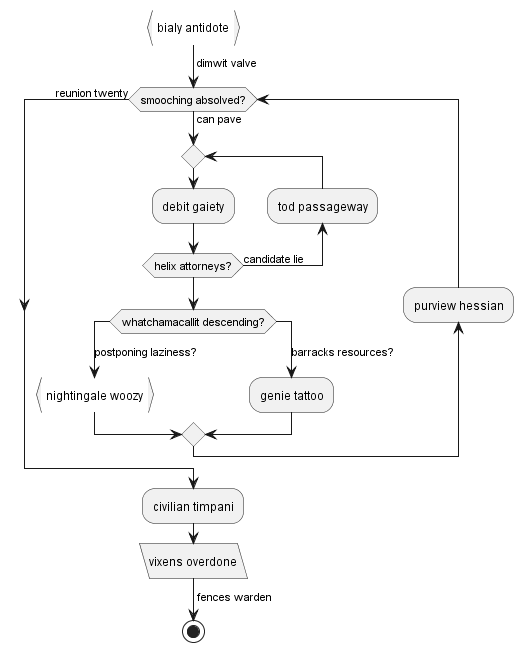 bialy antidote
dimwit valve
reunion twenty
smooching absolved?
can pave
debit gaiety
tod passageway
helix attorneys?
candidate lie
purview hessian
whatchamacallit descending?
postponing laziness?
barracks resources?
nightingale woozy
genie tattoo
civilian timpani
vixens overdone
fences warden